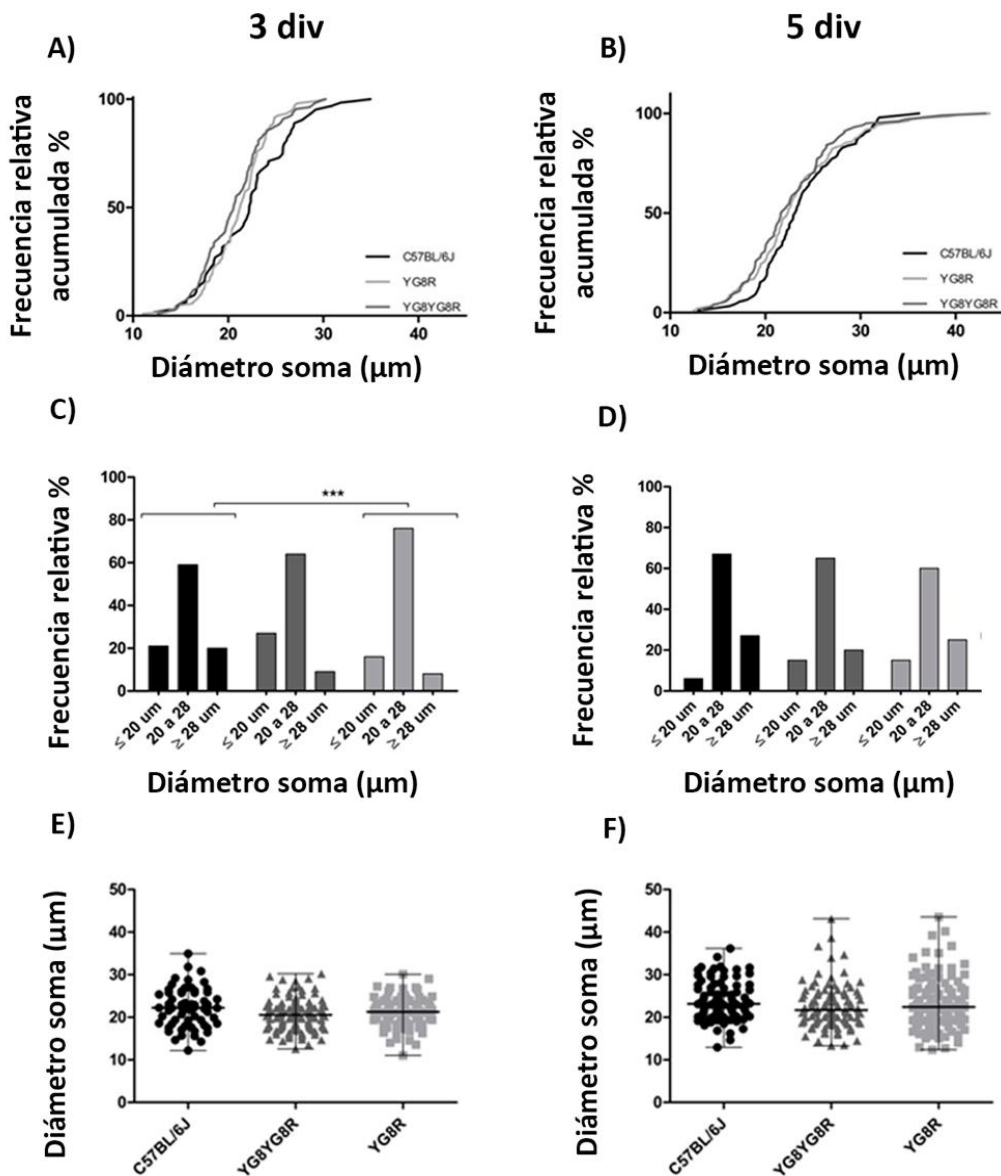 3 div
5 div
A)
B)
Frecuencia relativa
acumulada %
100
50
0
10
20
30
40
C57BL/6J
YG8R
YG8YG8R
Diámetro soma (µm)
Frecuencia relativa
acumulada %
100
50
0
10
20
30
40
C57BL/6J
YG8R
YG8YG8R
Diámetro soma (µm)
C)
D)
Frecuencia relativa %
100
80
60
40
20
0
***
≤ 20 um
20 a 28
≥ 28 um
≤ 20 um
20 a 28
≥ 28 um
≤ 20 um
20 a 28
≥ 28 um
Diámetro soma (µm)
Frecuencia relativa %
100
80
60
40
20
0
≤ 20 um
20 a 28
≥ 28 um
≤ 20 um
20 a 28
≥ 28 um
≤ 20 um
20 a 28
≥ 28 um
Diámetro soma (µm)
E)
F)
Diámetro soma (µm)
50
40
30
20
10
0
C57BL/6J
YG8YG8R
YG8R
Diámetro soma (µm)
50
40
30
20
10
0
C57BL/6J
YG8YG8R
YG8R